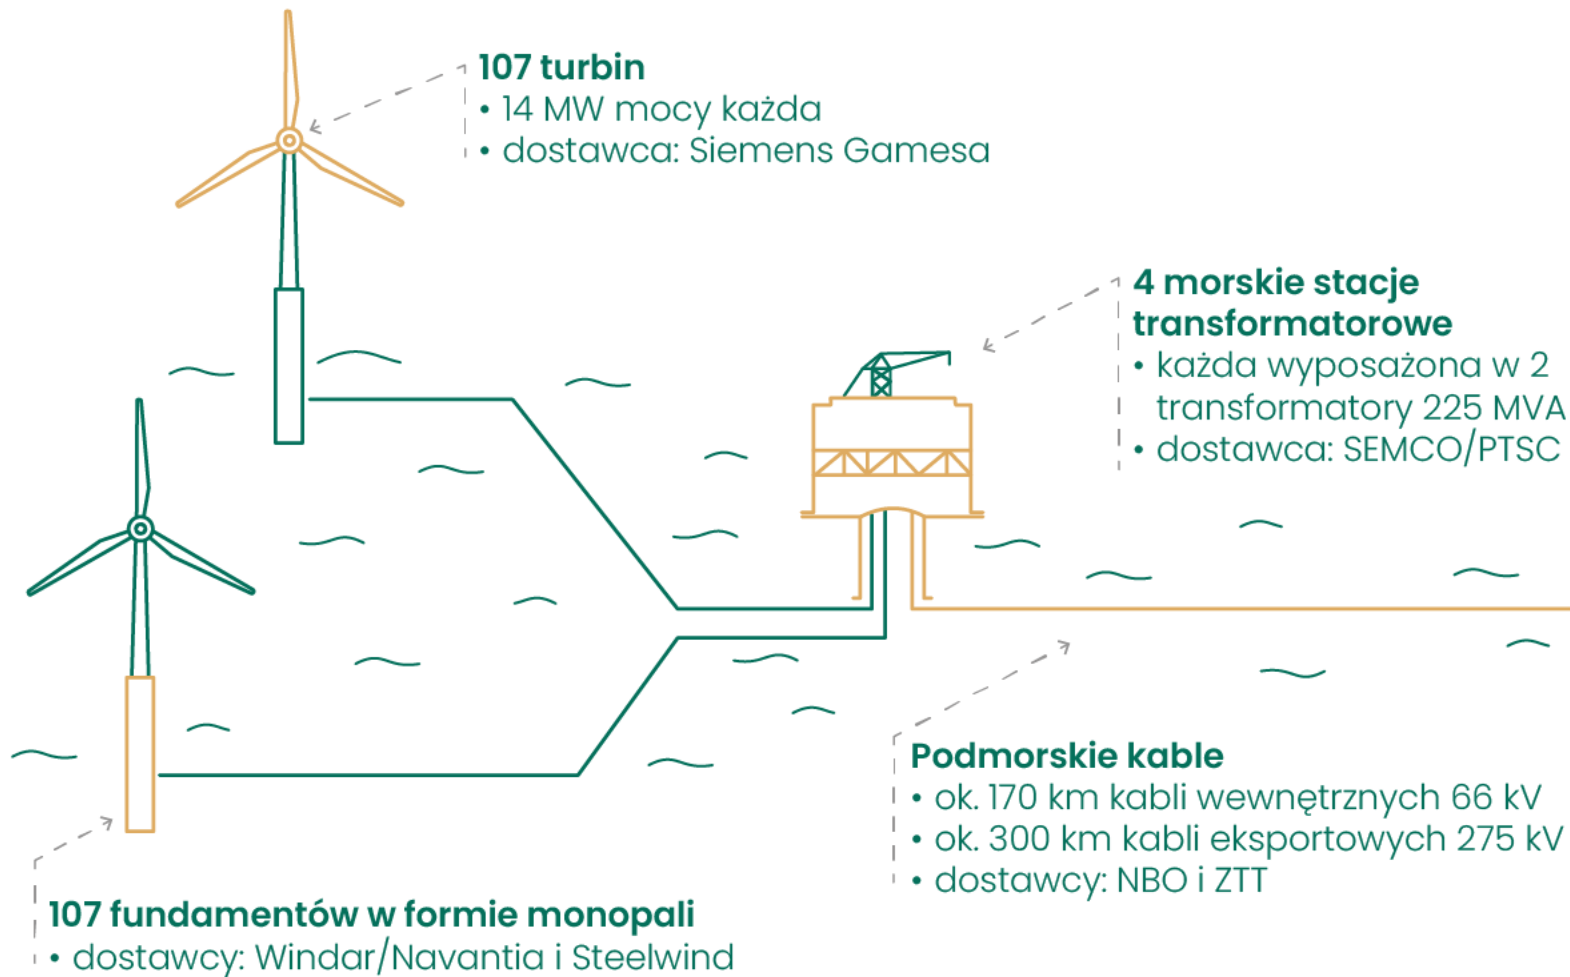 107 turbin
• 14 MW mocy każda
• dostawca: Siemens Gamesa
4 morskie stacje
transformatorowe
• każda wyposażona w 2
transformatory 225 MVA
• dostawca: SEMCO/PTSC
Podmorskie kable
• ok. 170 km kabli wewnętrznych 66 kV
• ok. 300 km kabli eksportowych 275 kV
• dostawcy: NBO i ZTT
107 fundamentów w formie monopali
• dostawcy: Windar/Navantia i Steelwind